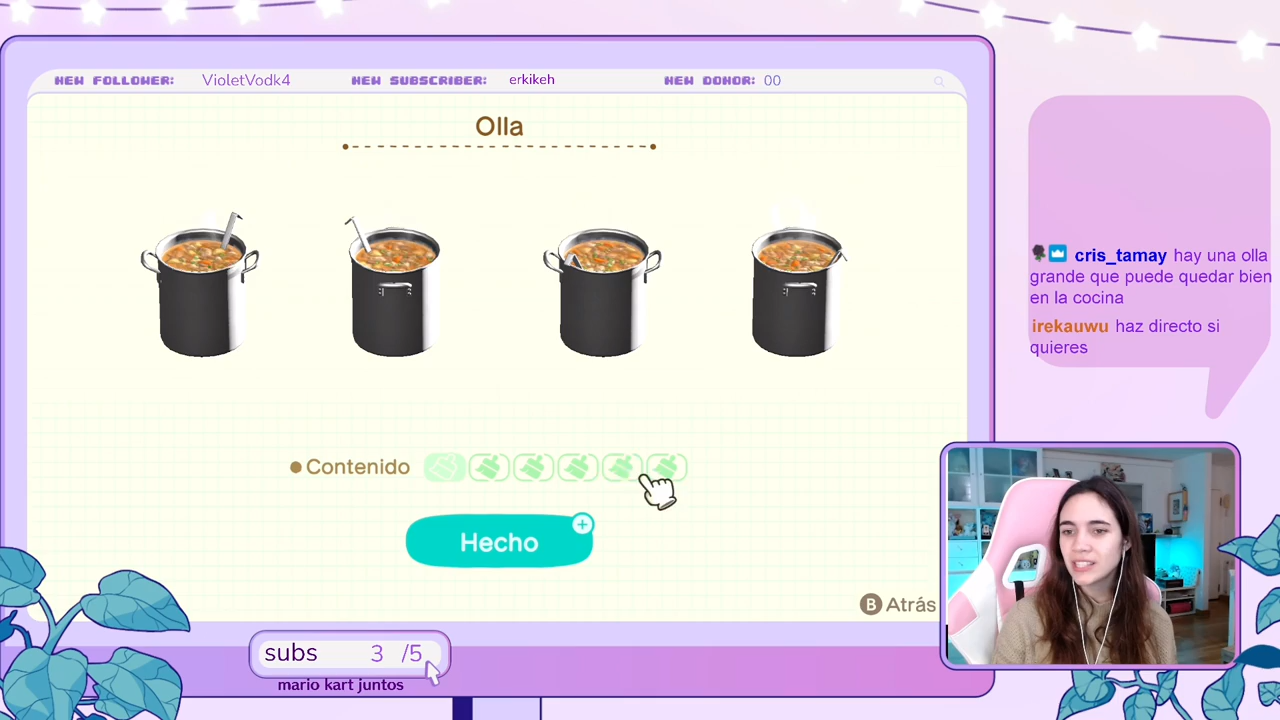 NEW FOLLOWER: VioletVodk4 NEW SUBSCRIBER: erkikeh NEW DONOR: 00
Olla
cris_tamay hay una olla
grande que puede quedar bien
en la cocina
irekauwu haz directo si
quieres
Contenido
Hecho
B Atrás
subs 3 /5
mario kart juntos